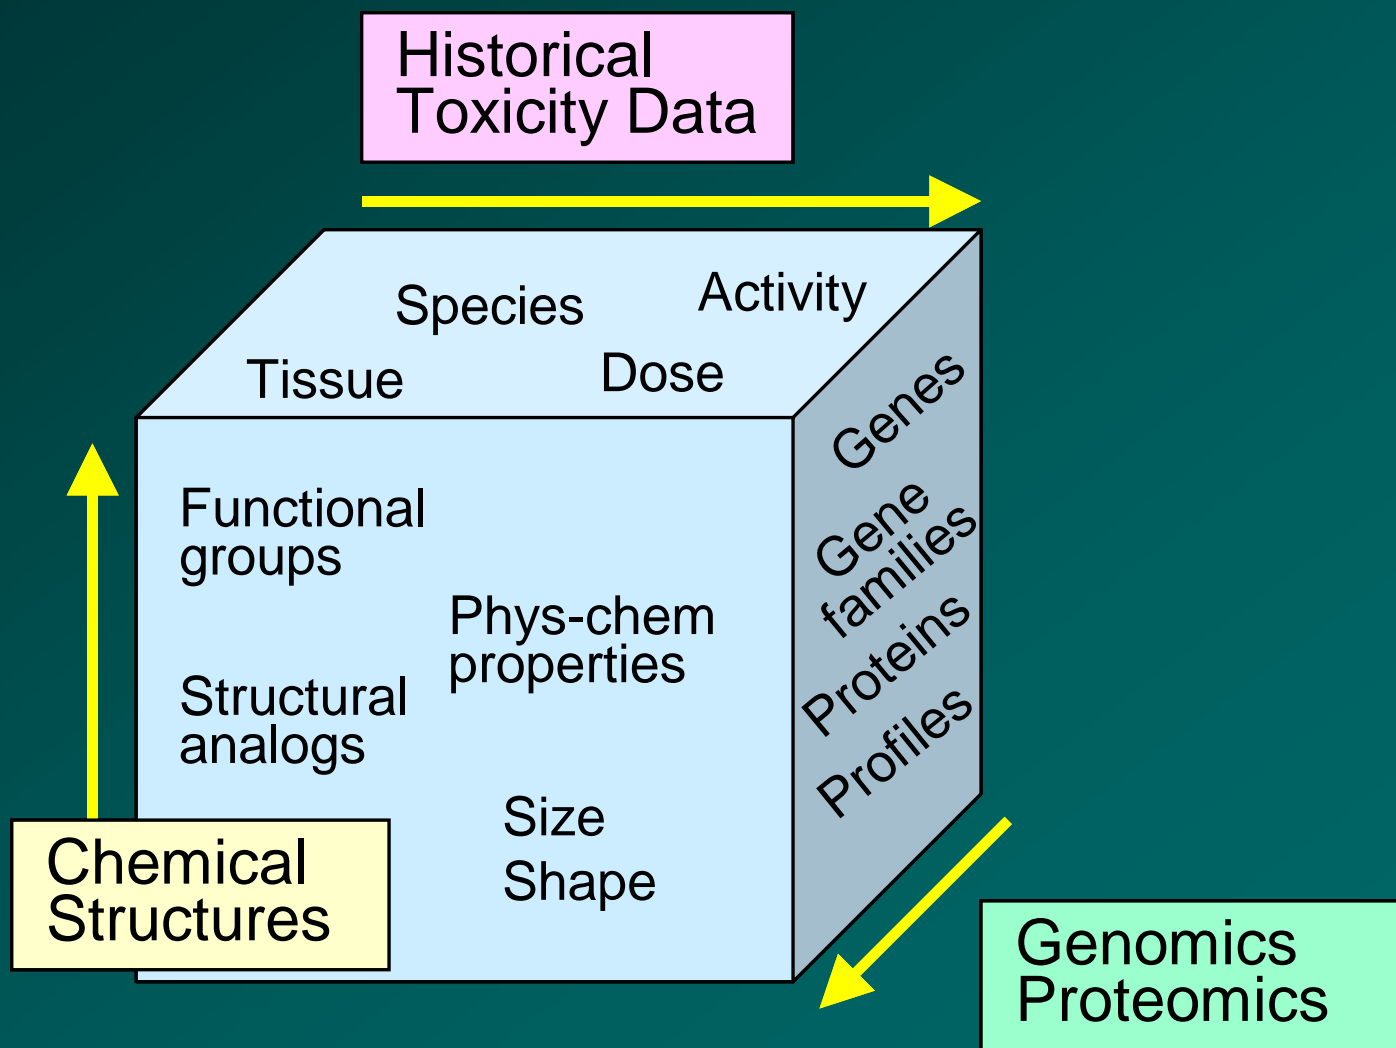 Historical
Toxicity Data
Species
Activity
Tissue
Dose
Functional
groups
Phys-chem
properties
Structural
analogs
Size
Shape
Genes
Gene
families
Proteins
Profiles
Chemical
Structures
Genomics
Proteomics